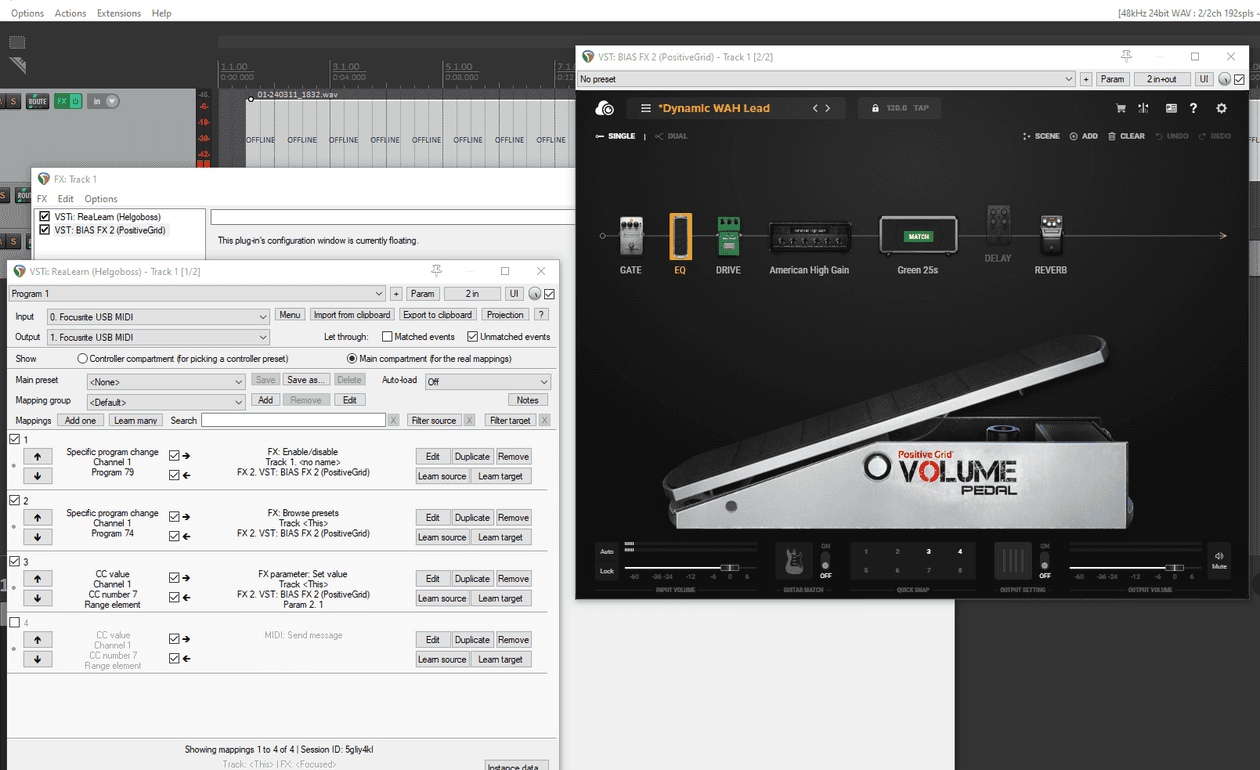 Options Actions Extensions Help
[48kHz 24bit WAV : 2/2ch 192spls
1.1.00 3.1.00 5.1.00 7.1
0:00.000 0:04.000 0:08.000 0:12
S ROUTE FX in
-6-
-18-
-30-
-42-
01-240311_1832.wav
OFFLINE OFFLINE OFFLINE OFFLINE OFFLINE OFFLINE OFFLINE OFFLINE
FX: Track 1
FX Edit Options
VSTi: ReaLearn (Helgoboss)
VST: BIAS FX 2 (PositiveGrid)
This plug-in's configuration window is currently floating.
VSTi: ReaLearn (Helgoboss) - Track 1 [1/2]
Program 1 + Param 2 in UI
Input 0. Focusrite USB MIDI Menu Import from clipboard Export to clipboard Projection ?
Output 1. Focusrite USB MIDI Let through: Matched events Unmatched events
Show Controller compartment (for picking a controller preset) Main compartment (for the real mappings)
Main preset <None> Save Save as... Delete Auto-load Off
Mapping group <Default> Add Remove Edit Notes
Mappings Add one Learn many Search X Filter source X Filter target X
1
Specific program change
Channel 1
Program 79
FX: Enable/disable
Track 1. <no name>
FX 2. VST: BIAS FX 2 (PositiveGrid)
Edit Duplicate Remove
Learn source Learn target
2
Specific program change
Channel 1
Program 74
FX: Browse presets
Track <This>
FX 2. VST: BIAS FX 2 (PositiveGrid)
Edit Duplicate Remove
Learn source Learn target
3
CC value
Channel 1
CC number 7
Range element
FX parameter: Set value
Track <This>
FX 2. VST: BIAS FX 2 (PositiveGrid)
Param 2. 1
Edit Duplicate Remove
Learn source Learn target
4
CC value
Channel 1
CC number 7
Range element
MIDI: Send message
Edit Duplicate Remove
Learn source Learn target
Showing mappings 1 to 4 of 4 | Session ID: 5gliy4kl
Track: <This> | FX: <Focused>
Instance data...
VST: BIAS FX 2 (PositiveGrid) - Track 1 [2/2]
No preset + Param 2 in+out UI
*Dynamic WAH Lead < > 120.0 TAP ?
SINGLE | DUAL SCENE ADD CLEAR UNDO REDO
MATCH
GATE EQ DRIVE American High Gain Green 25s DELAY REVERB
Positive Grid
VOLUME
PEDAL
Auto
Lock
-60 -36 -24 -12 -6 0 6
INPUT VOLUME
ON
OFF
GUITAR MATCH
1 2 3 4
5 6 7 8
QUICK SNAP
ON
OFF
OUTPUT SETTING
-60 -36 -24 -12 -6 0 6
OUTPUT VOLUME
Mute